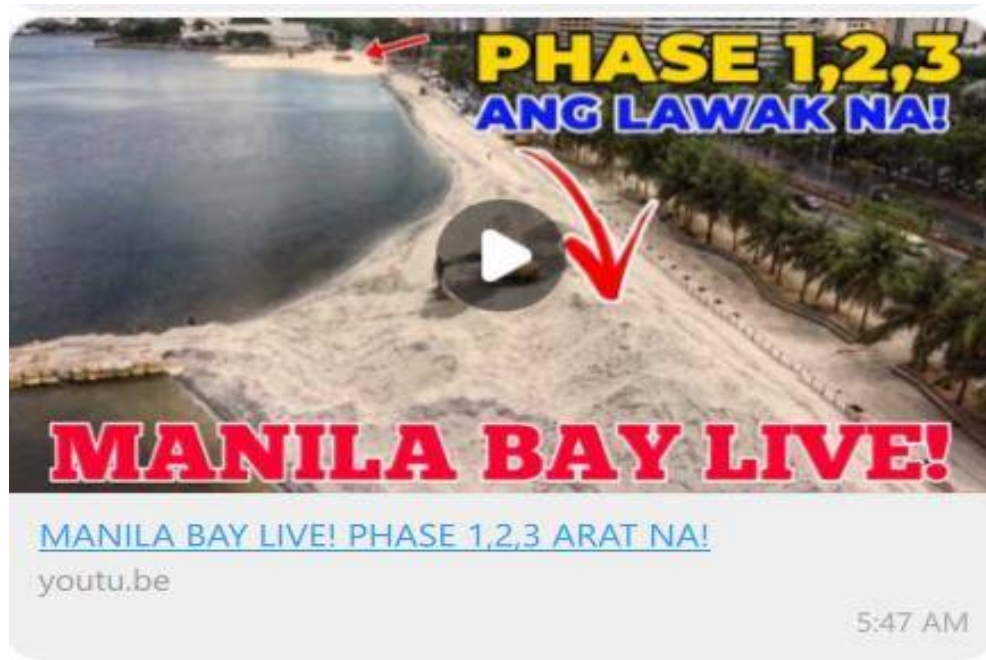 PHASE 1,2,3
ANG LAWAK NA!
MANILA BAY LIVE!
MANILA BAY LIVE! PHASE 1,2,3 ARAT NA!
youtu.be
5:47 AM